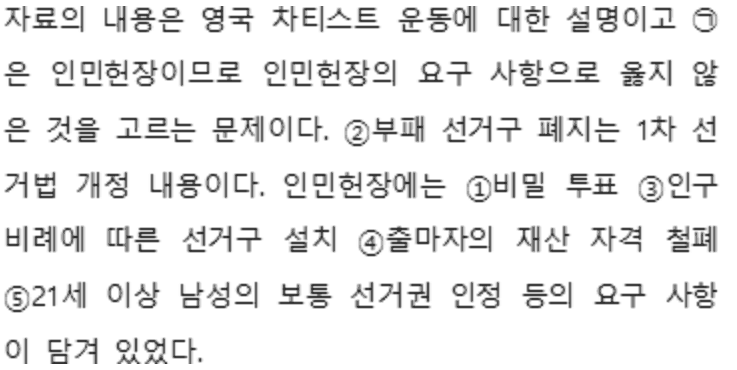 자료의 내용은 영국 차티스트 운동에 대한 설명이고 ㉠
은 인민헌장이므로 인민헌장의 요구 사항으로 옳지 않
은 것을 고르는 문제이다. ②부패 선거구 폐지는 1차 선
거법 개정 내용이다. 인민헌장에는 ①비밀 투표 ③인구
비례에 따른 선거구 설치 ④출마자의 재산 자격 철폐
⑤21세 이상 남성의 보통 선거권 인정 등의 요구 사항
이 담겨 있었다.